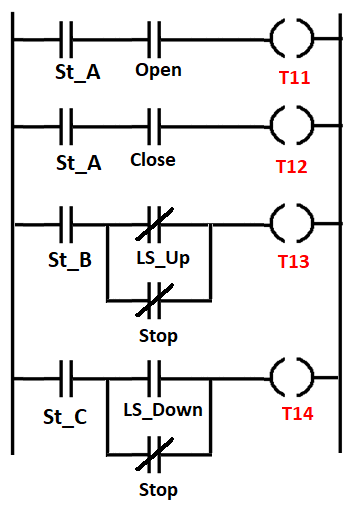 St_A Open T11
St_A Close T12
St_B LS_Up T13
Stop
St_C LS_Down T14
Stop